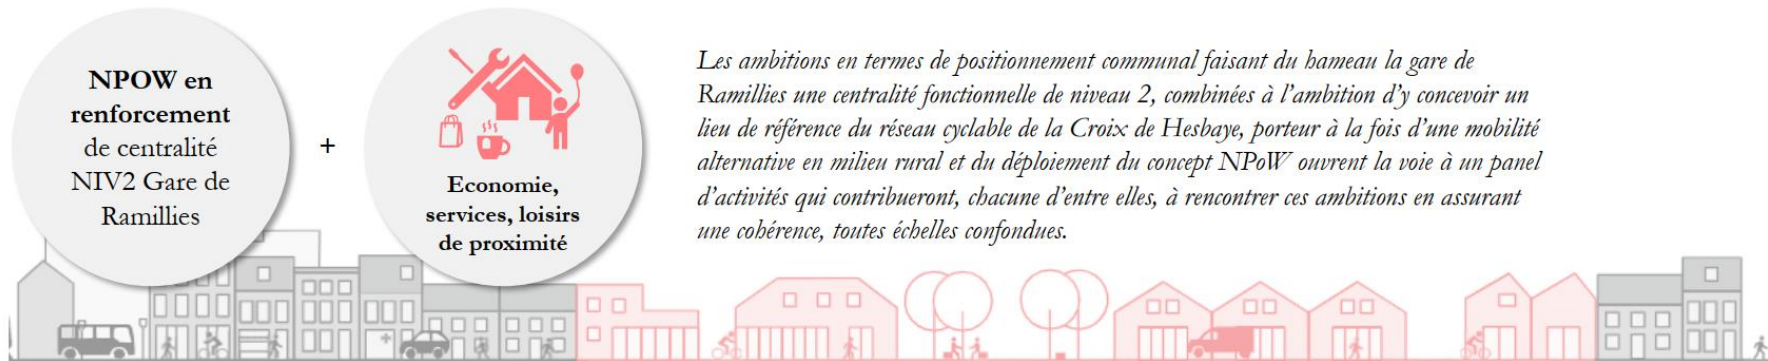 NPOW en
renforcement
de centralité
NIV2 Gare de
Ramillies
+
Economie,
services, loisirs
de proximité
Les ambitions en termes de positionnement communal faisant du hameau la gare de
Ramillies une centralité fonctionnelle de niveau 2, combinées à l'ambition d'y concevoir un
lieu de référence du réseau cyclable de la Croix de Hesbaye, porteur à la fois d'une mobilité
alternative en milieu rural et du déploiement du concept NPoW ouvrent la voie à un panel
d'activités qui contribueront, chacune d'entre elles, à rencontrer ces ambitions en assurant
une cohérence, toutes échelles confondues.